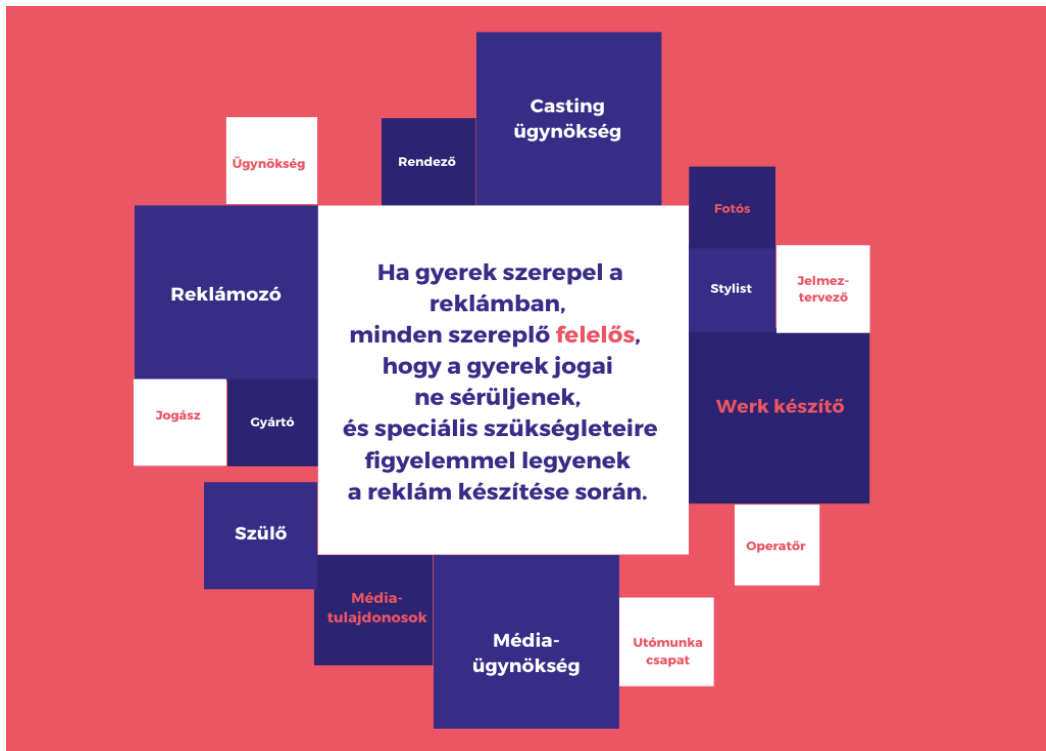 Casting
ügynökség
Rendező
Ügynökség
Fotós
Reklámozó
Stylist
Jelmez-
tervező
Ha gyerek szerepel a
reklámban,
minden szereplő felelős,
hogy a gyerek jogai
ne sérüljenek,
és speciális szükségleteire
figyelemmel legyenek
a reklám készítése során.
Jogász
Gyártó
Werk készítő
Szülő
Operatőr
Média-
tulajdonosok
Média-
ügynökség
Utómunka
csapat